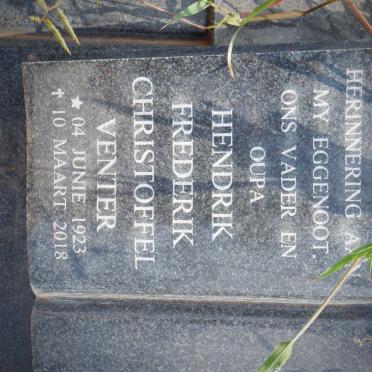 HERINNERING A
MY EGGENOOT,
ONS VADER EN
OUPA
HENDRIK
FREDERIK
CHRISTOFFEL
VENTER
★ 04 JUNIE 1923
✝ 10 MAART 2018